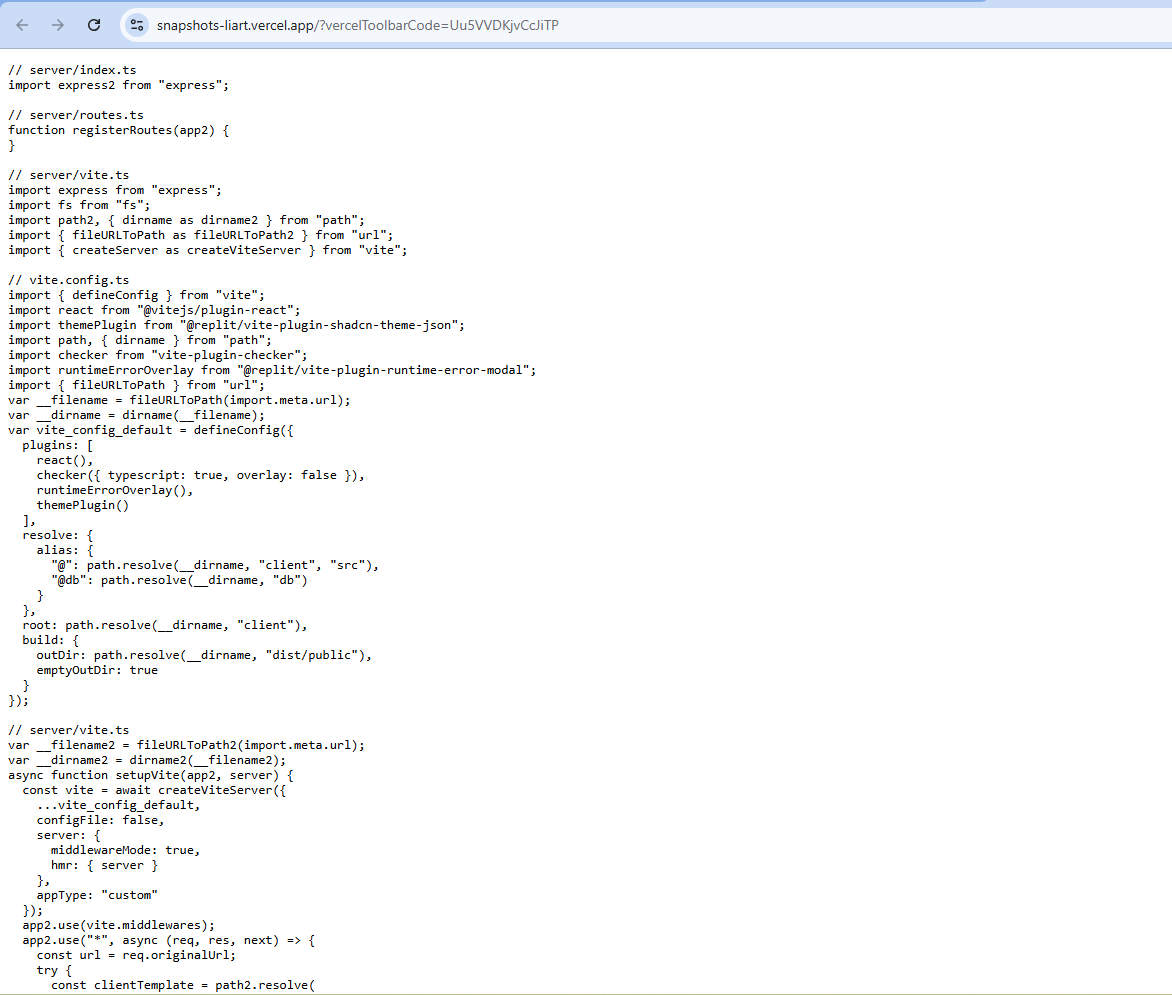 snapshots-liart.vercel.app/?vercelToolbarCode=Uu5VVDKjvCcJiTP
// server/index.ts
import express2 from "express";

// server/routes.ts
function registerRoutes(app2) {
}

// server/vite.ts
import express from "express";
import fs from "fs";
import path2, { dirname as dirname2 } from "path";
import { fileURLToPath as fileURLToPath2 } from "url";
import { createServer as createViteServer } from "vite";

// vite.config.ts
import { defineConfig } from "vite";
import react from "@vitejs/plugin-react";
import themePlugin from "@replit/vite-plugin-shadcn-theme-json";
import path, { dirname } from "path";
import checker from "vite-plugin-checker";
import runtimeErrorOverlay from "@replit/vite-plugin-runtime-error-modal";
import { fileURLToPath } from "url";
var __filename = fileURLToPath(import.meta.url);
var __dirname = dirname(__filename);
var vite_config_default = defineConfig({
  plugins: [
    react(),
    checker({ typescript: true, overlay: false }),
    runtimeErrorOverlay(),
    themePlugin()
  ],
  resolve: {
    alias: {
      "@": path.resolve(__dirname, "client", "src"),
      "@db": path.resolve(__dirname, "db")
    }
  },
  root: path.resolve(__dirname, "client"),
  build: {
    outDir: path.resolve(__dirname, "dist/public"),
    emptyOutDir: true
  }
});

// server/vite.ts
var __filename2 = fileURLToPath2(import.meta.url);
var __dirname2 = dirname2(__filename2);
async function setupVite(app2, server) {
  const vite = await createViteServer({
    ...vite_config_default,
    configFile: false,
    server: {
      middlewareMode: true,
      hmr: { server }
    },
    appType: "custom"
  });
  app2.use(vite.middlewares);
  app2.use("*", async (req, res, next) => {
    const url = req.originalUrl;
    try {
      const clientTemplate = path2.resolve(